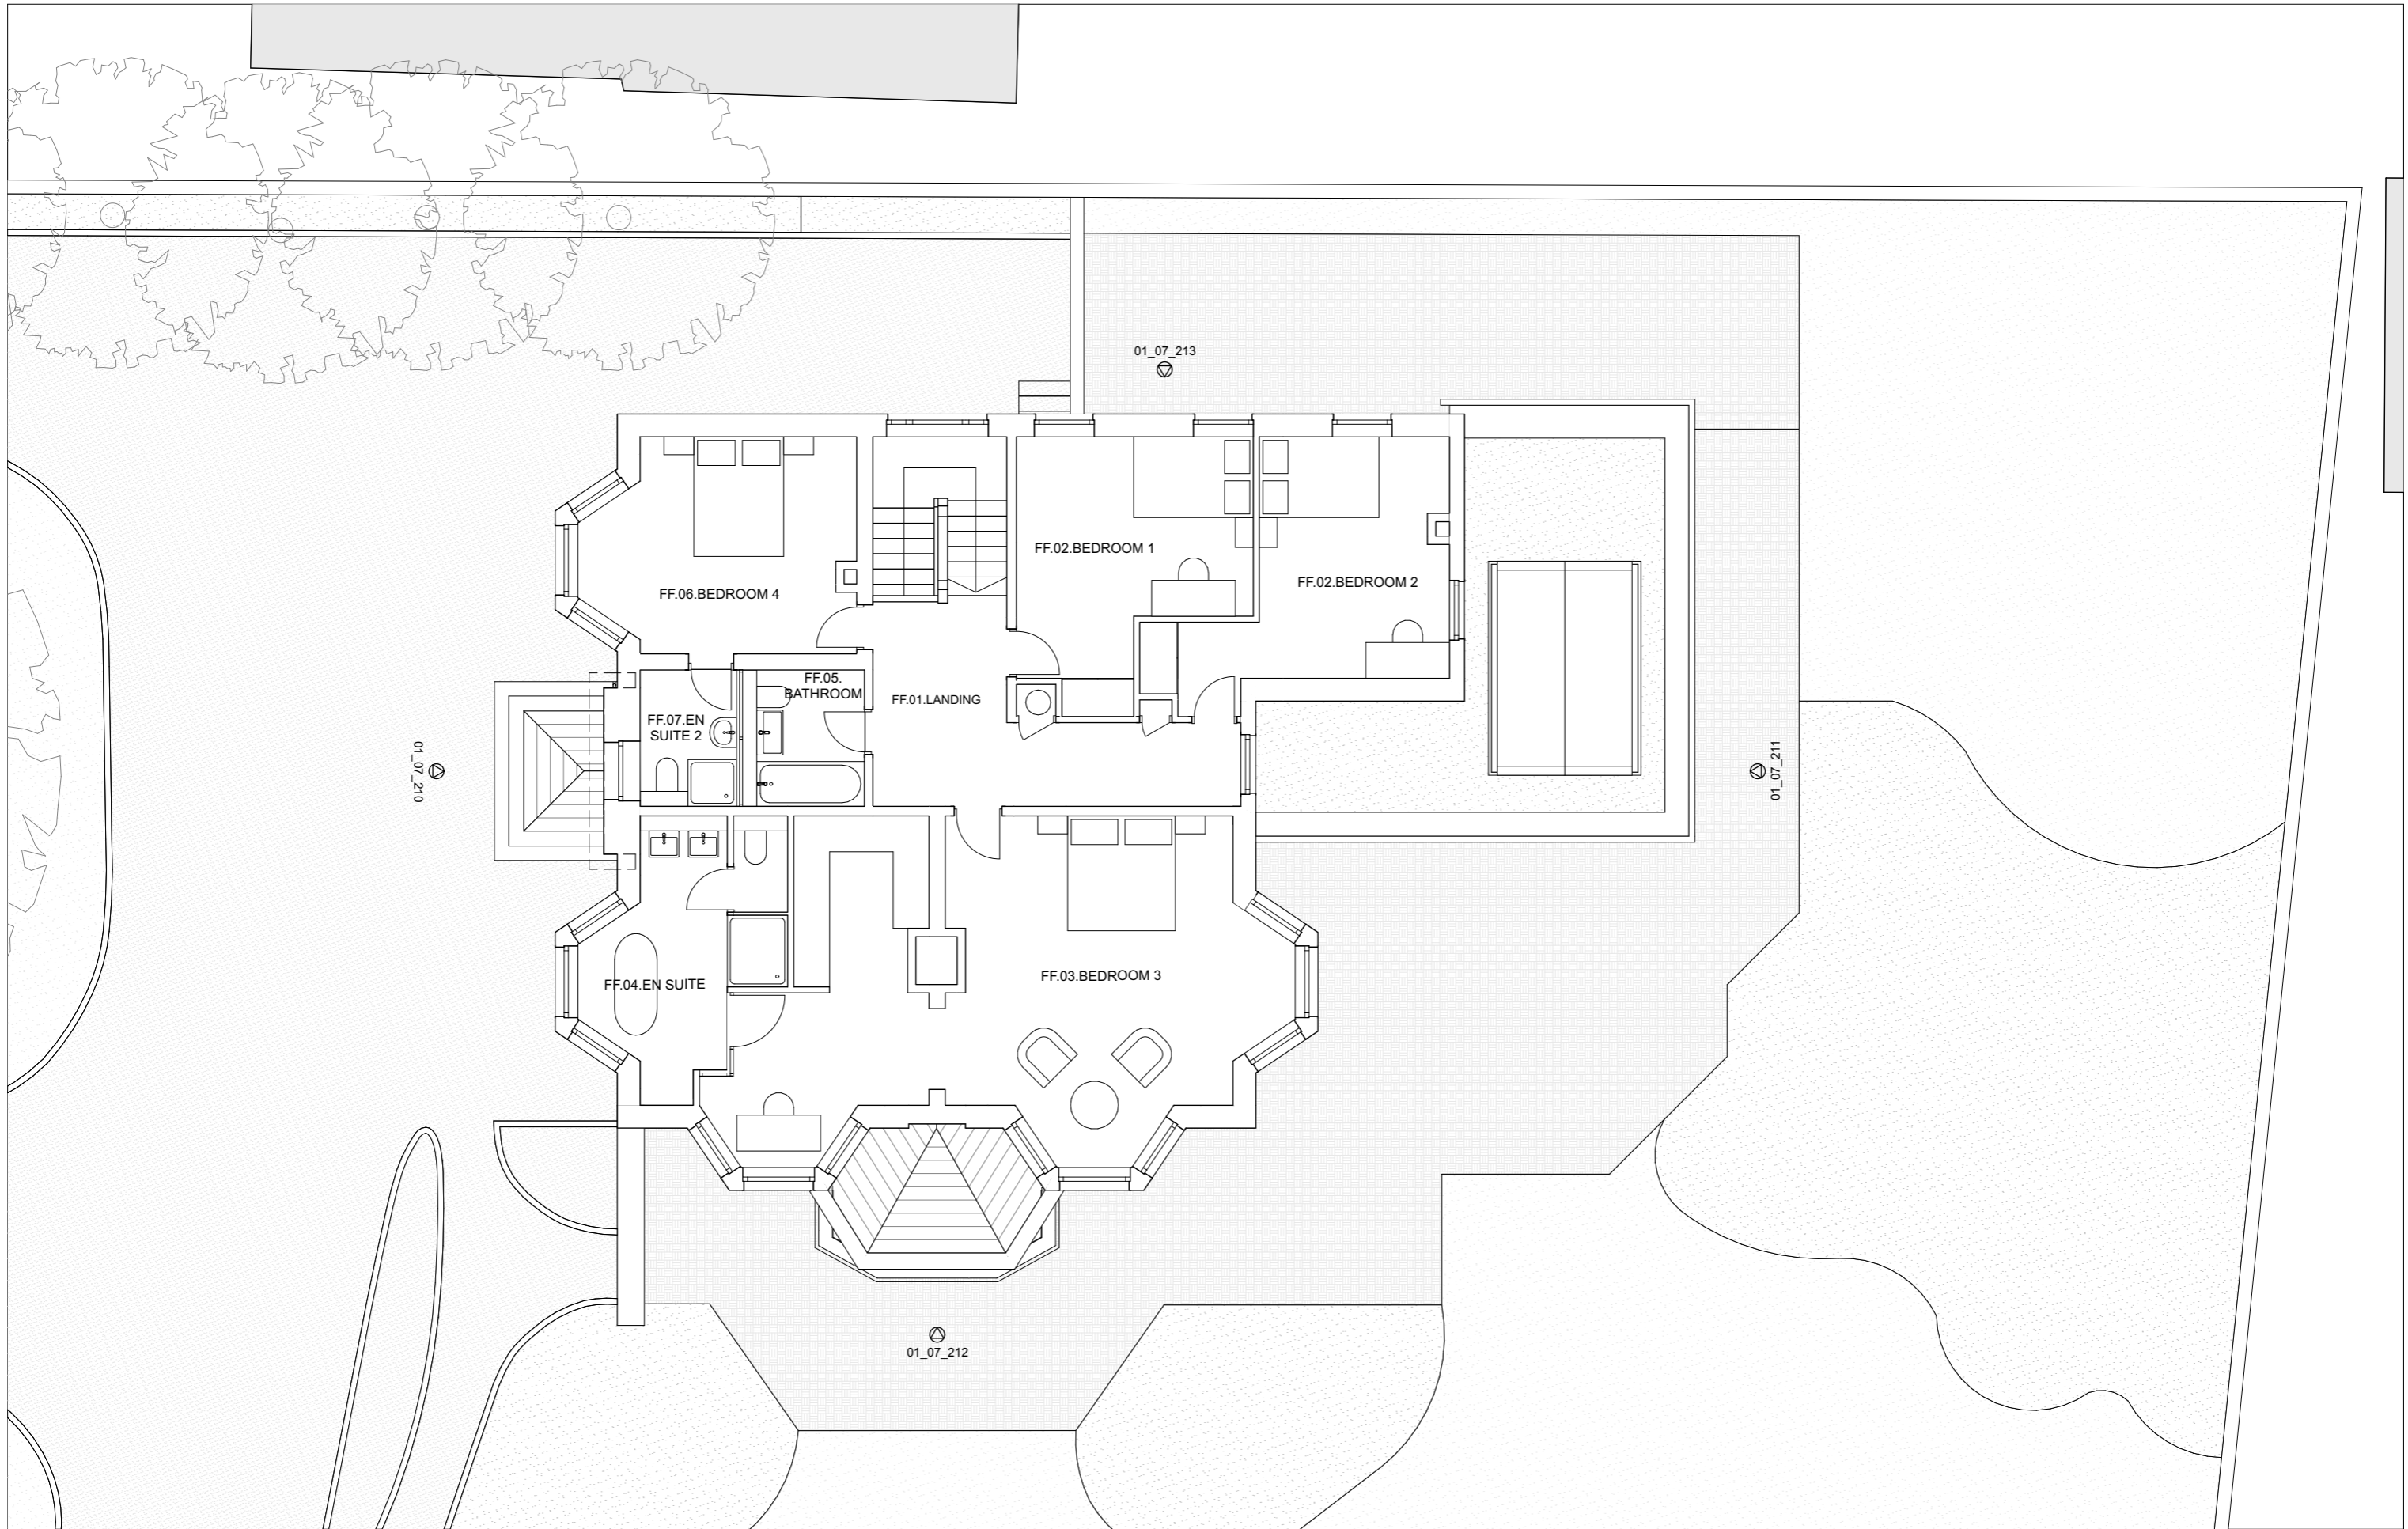 01_07_213
FF.02.BEDROOM 1
FF.02.BEDROOM 2
FF.06.BEDROOM 4
FF.05.
BATHROOM
FF.01.LANDING
FF.07.EN
SUITE 2
01_07_210
01_07_211
FF.03.BEDROOM 3
FF.04.EN SUITE
01_07_212